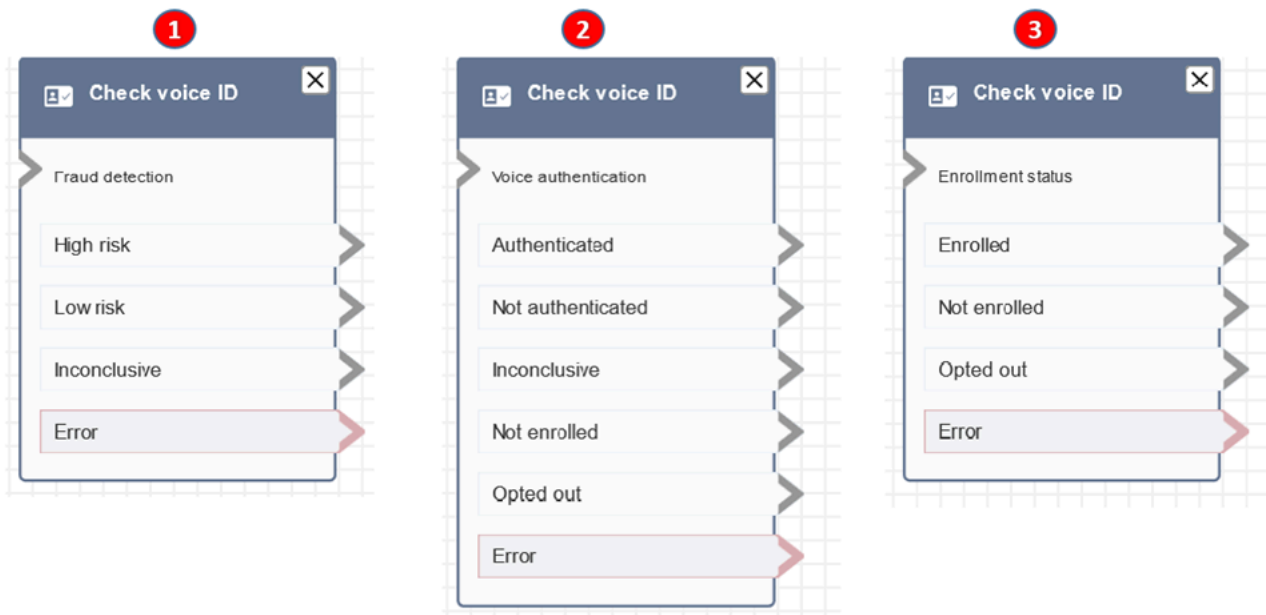 1
Check voice ID
Fraud detection
High risk
Low risk
Inconclusive
Error
2
Check voice ID
Voice authentication
Authenticated
Not authenticated
Inconclusive
Not enrolled
Opted out
Error
3
Check voice ID
Enrollment status
Enrolled
Not enrolled
Opted out
Error